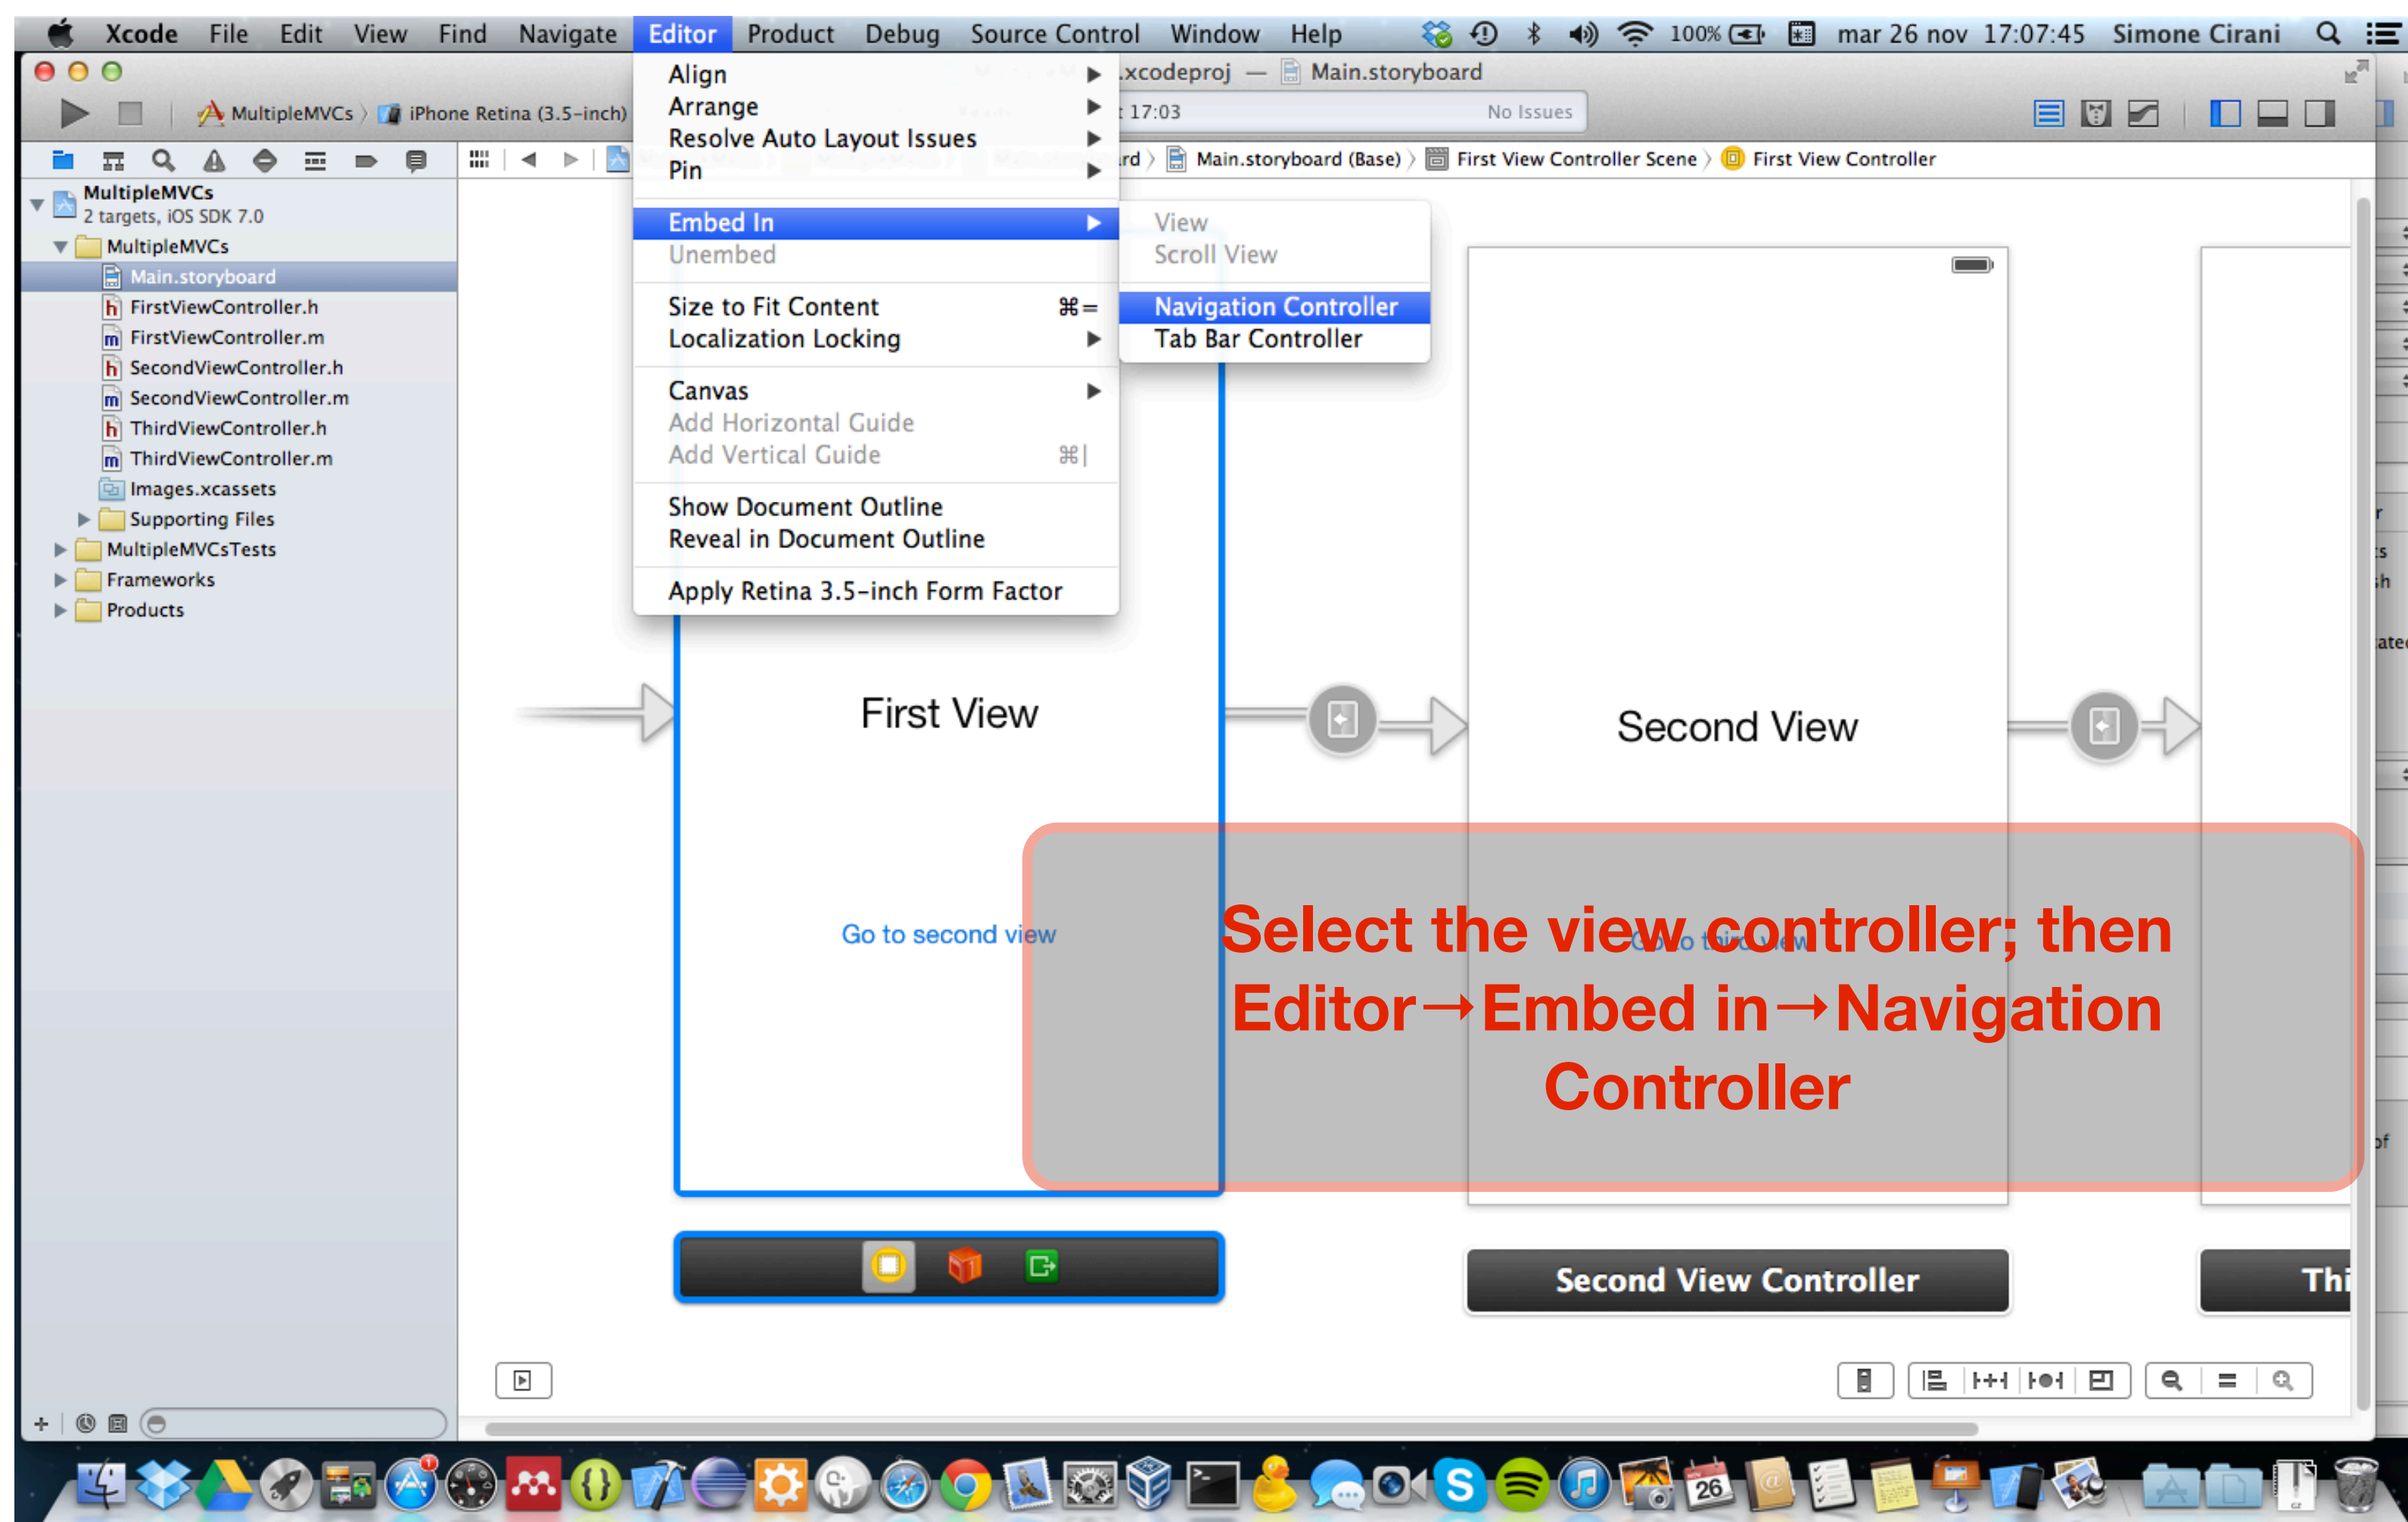 Xcode File Edit View Find Navigate Editor Product Debug Source Control Window Help 100% mar 26 nov 17:07:45 Simone Cirani
.xcodeproj — Main.storyboard
MultipleMVCs iPhone Retina (3.5-inch) 17:03 No Issues
Main.storyboard (Base) First View Controller Scene First View Controller
MultipleMVCs
2 targets, iOS SDK 7.0
MultipleMVCs
Main.storyboard
FirstViewController.h
FirstViewController.m
SecondViewController.h
SecondViewController.m
ThirdViewController.h
ThirdViewController.m
Images.xcassets
Supporting Files
MultipleMVCsTests
Frameworks
Products
Align
Arrange
Resolve Auto Layout Issues
Pin
Embed In
Unembed
Size to Fit Content ⌘=
Localization Locking
Canvas
Add Horizontal Guide
Add Vertical Guide ⌘|
Show Document Outline
Reveal in Document Outline
Apply Retina 3.5-inch Form Factor
View
Scroll View
Navigation Controller
Tab Bar Controller
First View
Second View
Go to second view
Select the view controller; then
Editor→Embed in→Navigation
Controller
Second View Controller
Thi
26